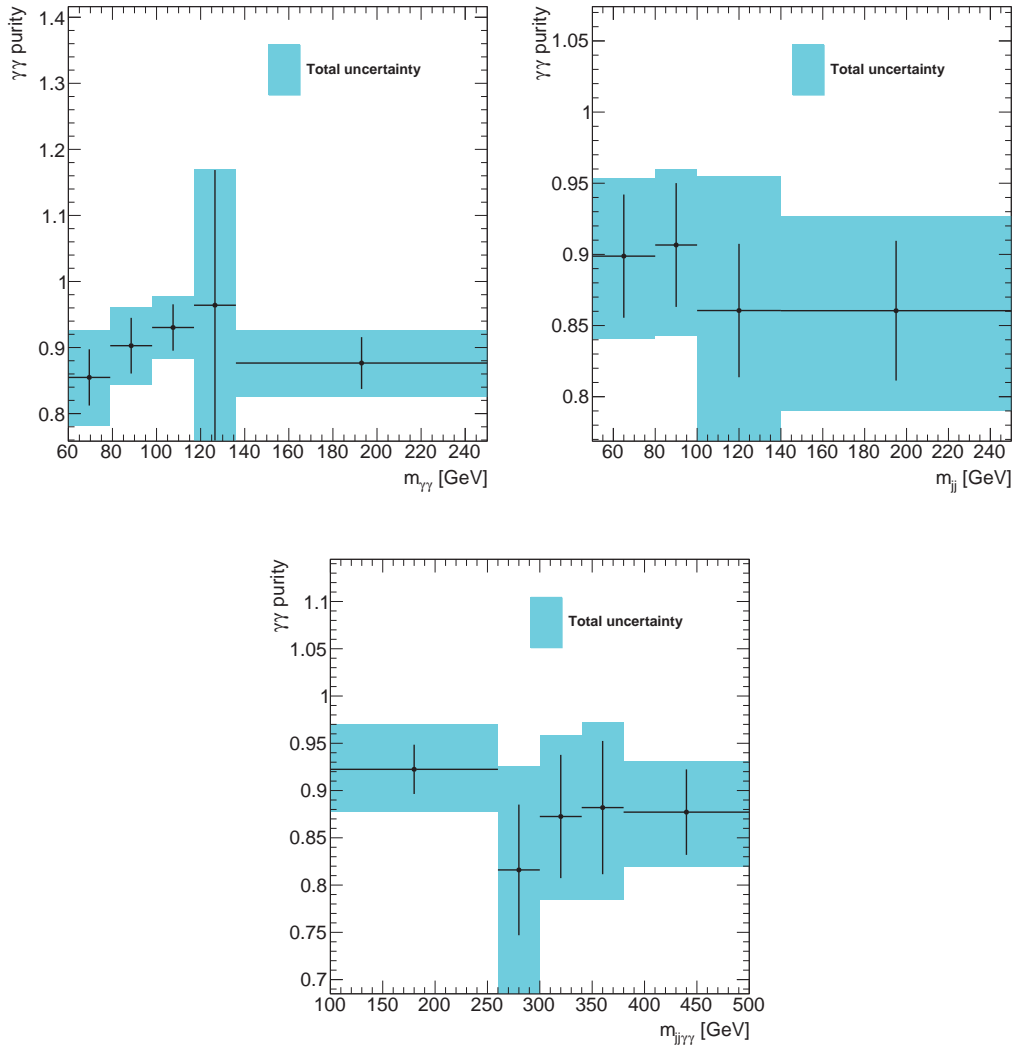 γγ purity
1.4
1.3
1.2
1.1
1
0.9
0.8
Total uncertainty
60 80 100 120 140 160 180 200 220 240
m_γγ [GeV]
γγ purity
1.05
1
0.95
0.9
0.85
0.8
Total uncertainty
60 80 100 120 140 160 180 200 220 240
m_jj [GeV]
γγ purity
1.1
1.05
1
0.95
0.9
0.85
0.8
0.75
0.7
Total uncertainty
100 150 200 250 300 350 400 450 500
m_jjγγ [GeV]